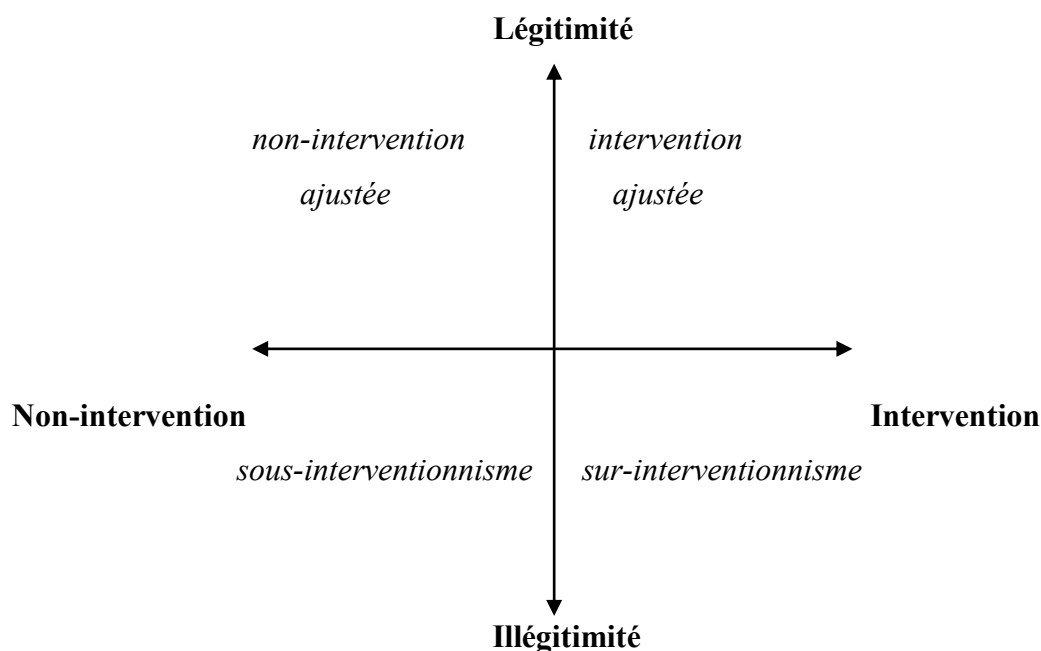 Légitimité
non-intervention
ajustée
intervention
ajustée
Non-intervention
Intervention
sous-interventionnisme
sur-interventionnisme
Illégitimité